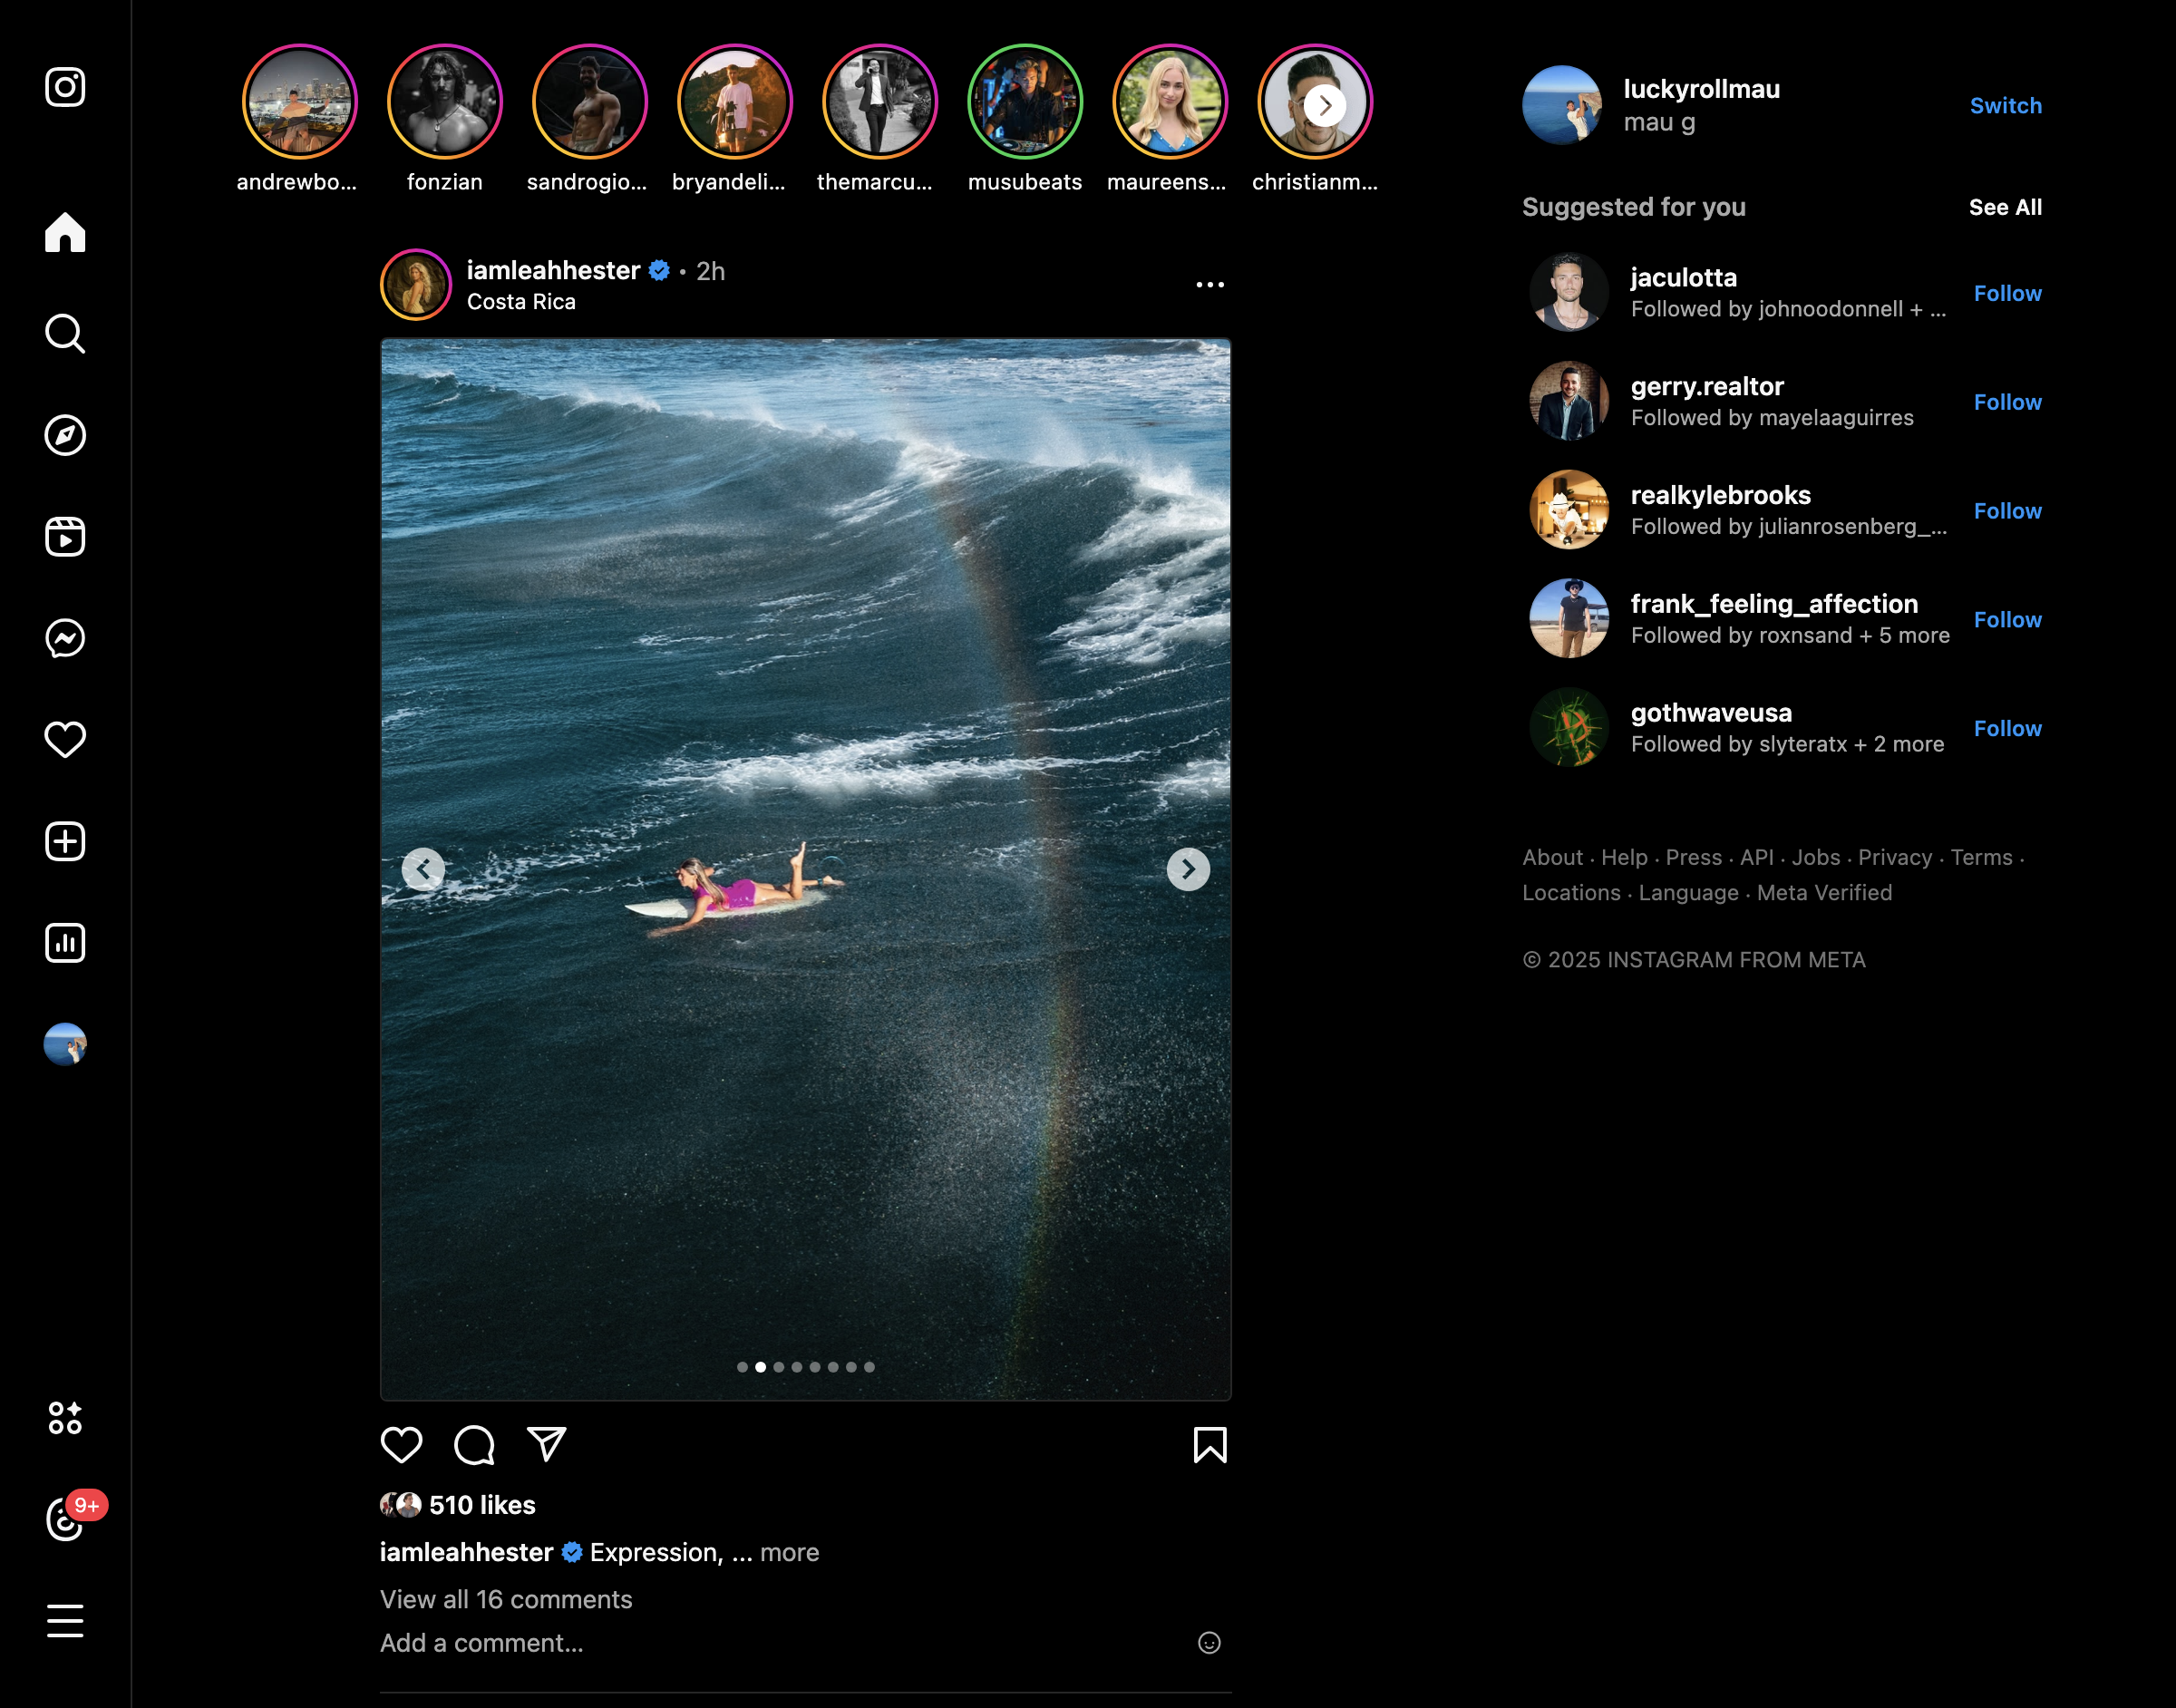 andrewbo...
fonzian
sandrogio...
bryandeli...
themarcu...
musubeats
maureens...
christianm...
iamleahhester • 2h
Costa Rica
510 likes
iamleahhester Expression, ... more
View all 16 comments
Add a comment...
9+
luckyrollmau
mau g
Switch
Suggested for you
See All
jaculotta
Followed by johnoodonnell + ...
Follow
gerry.realtor
Followed by mayelaaguirres
Follow
realkylebrooks
Followed by julianrosenberg_...
Follow
frank_feeling_affection
Followed by roxnsand + 5 more
Follow
gothwaveusa
Followed by slyteratx + 2 more
Follow
About · Help · Press · API · Jobs · Privacy · Terms ·
Locations · Language · Meta Verified
© 2025 INSTAGRAM FROM META